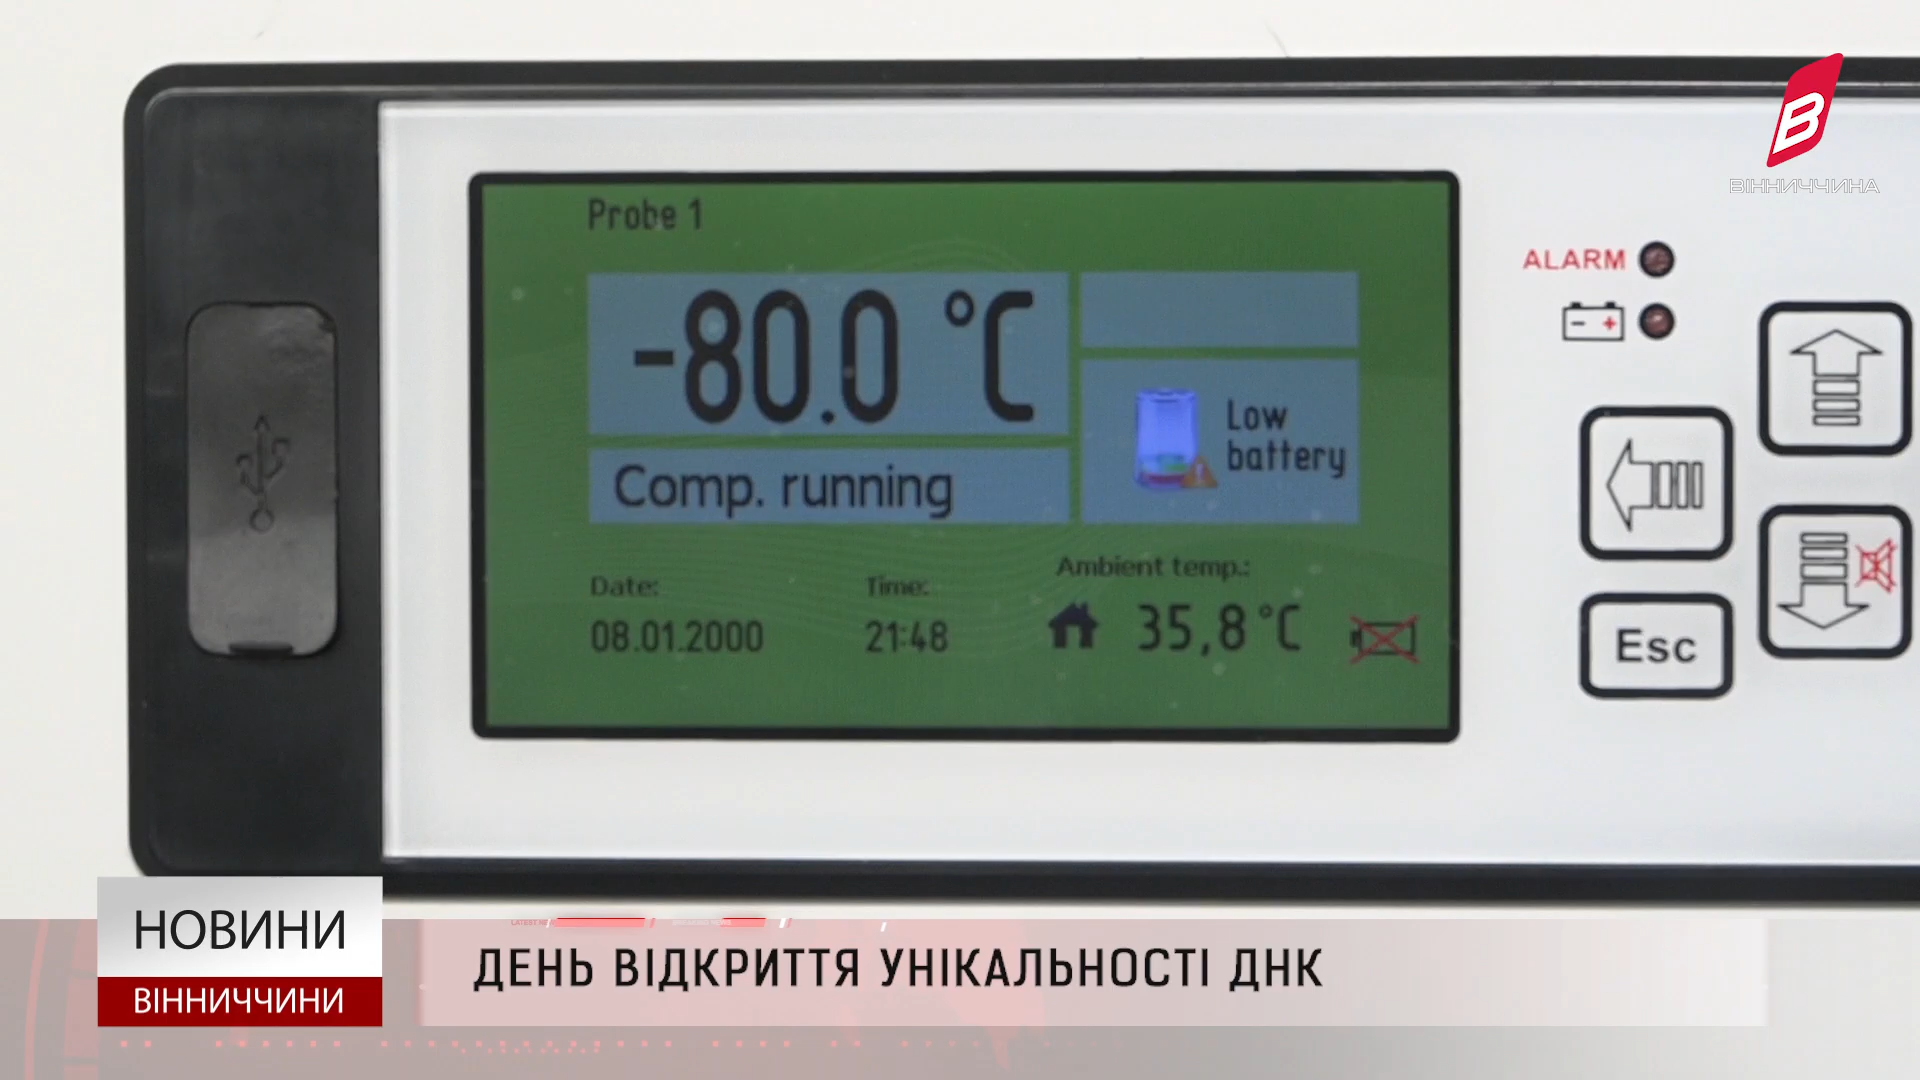 В
ВІННИЧЧИНА
Probe 1
-80.0 °C
Comp. running
Low
battery
Date:
08.01.2000
Time:
21:48
Ambient temp.:
35,8 °C
ALARM
- +
Esc
НОВИНИ
ВІННИЧЧИНИ
ДЕНЬ ВІДКРИТТЯ УНІКАЛЬНОСТІ ДНК